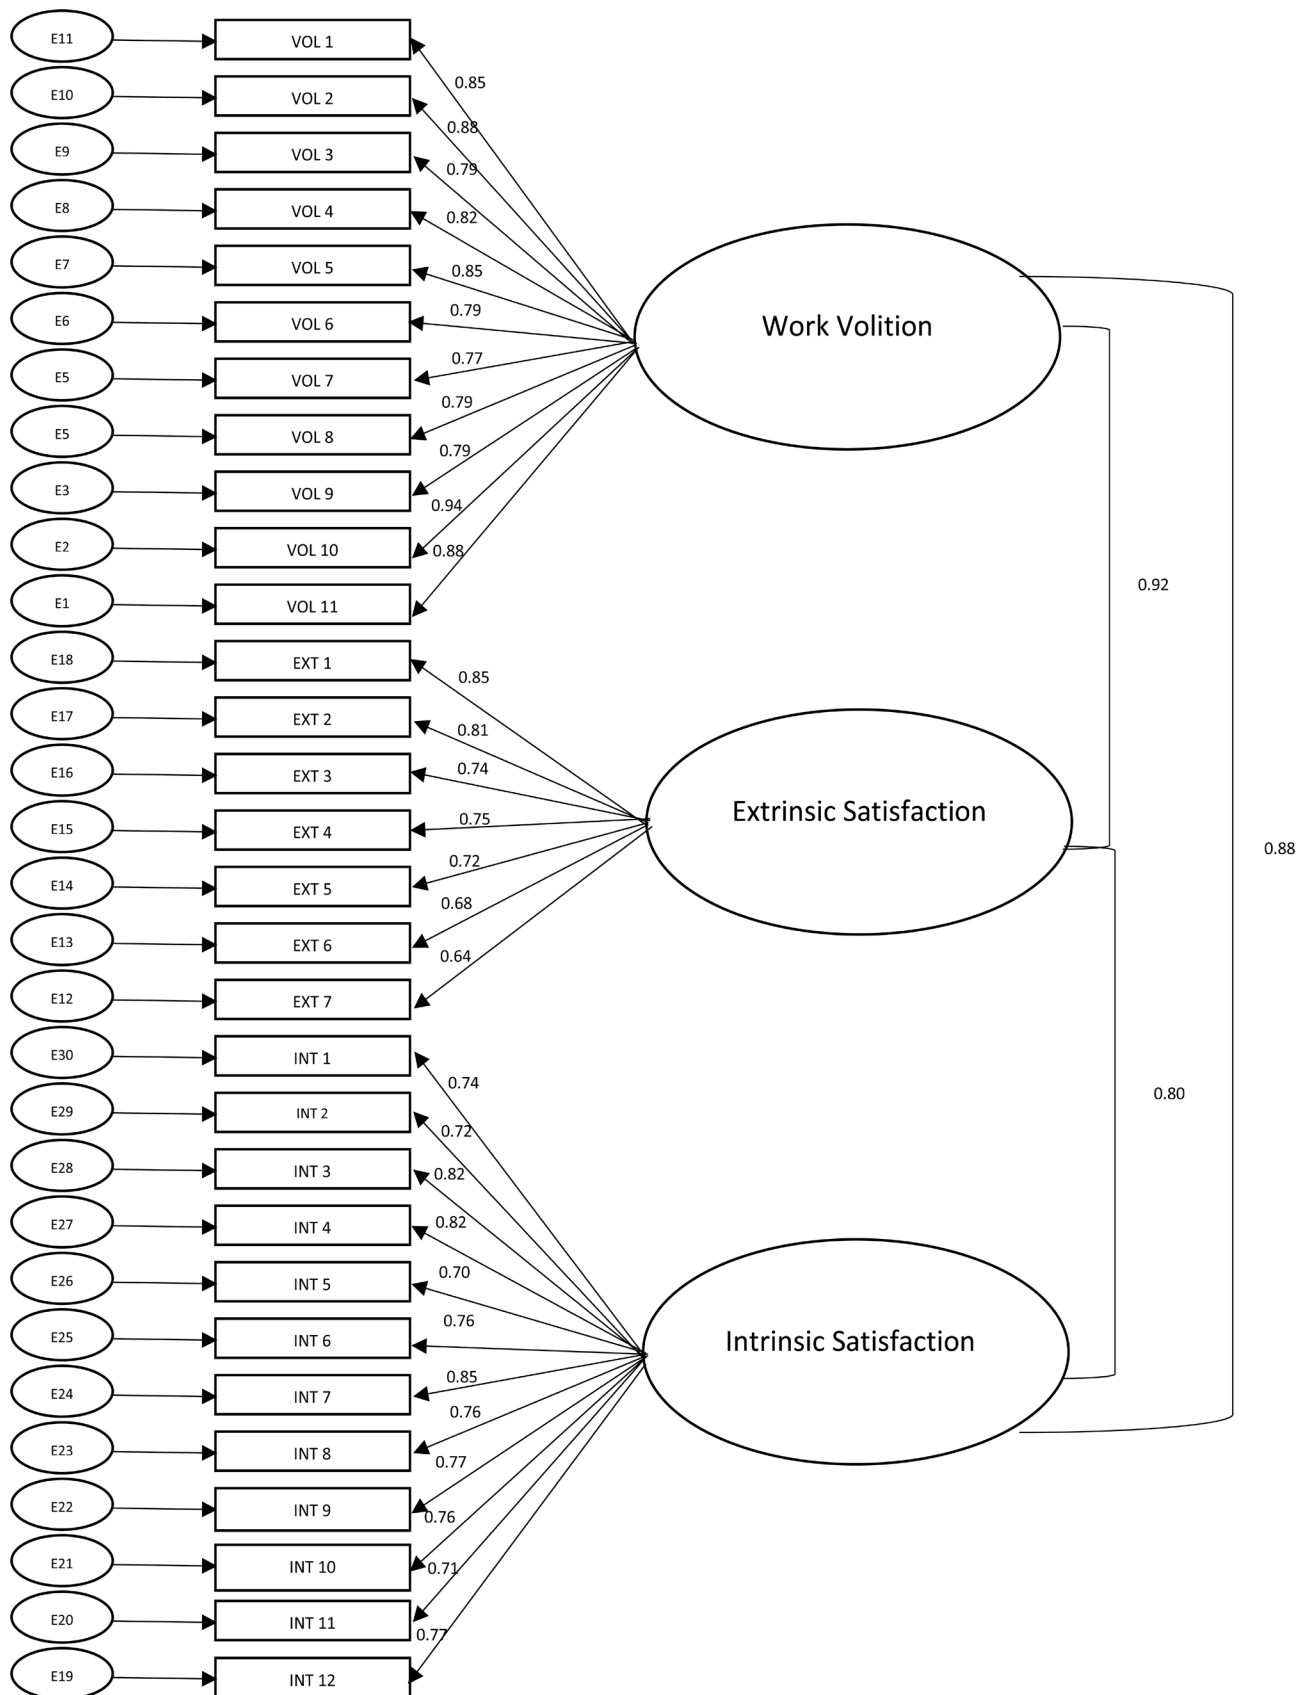 E11
VOL 1
0.85
E10
VOL 2
0.88
E9
VOL 3
0.79
E8
VOL 4
0.82
E7
VOL 5
0.85
E6
VOL 6
0.79
E5
VOL 7
0.77
E5
VOL 8
0.79
E3
VOL 9
0.79
E2
VOL 10
0.94
E1
VOL 11
0.88
Work Volition
E18
EXT 1
0.85
E17
EXT 2
0.81
E16
EXT 3
0.74
E15
EXT 4
0.75
E14
EXT 5
0.72
E13
EXT 6
0.68
E12
EXT 7
0.64
Extrinsic Satisfaction
0.92
0.88
0.80
E30
INT 1
0.74
E29
INT 2
0.72
E28
INT 3
0.82
E27
INT 4
0.82
E26
INT 5
0.70
E25
INT 6
0.76
E24
INT 7
0.85
E23
INT 8
0.76
E22
INT 9
0.77
E21
INT 10
0.76
E20
INT 11
0.71
E19
INT 12
0.77
Intrinsic Satisfaction